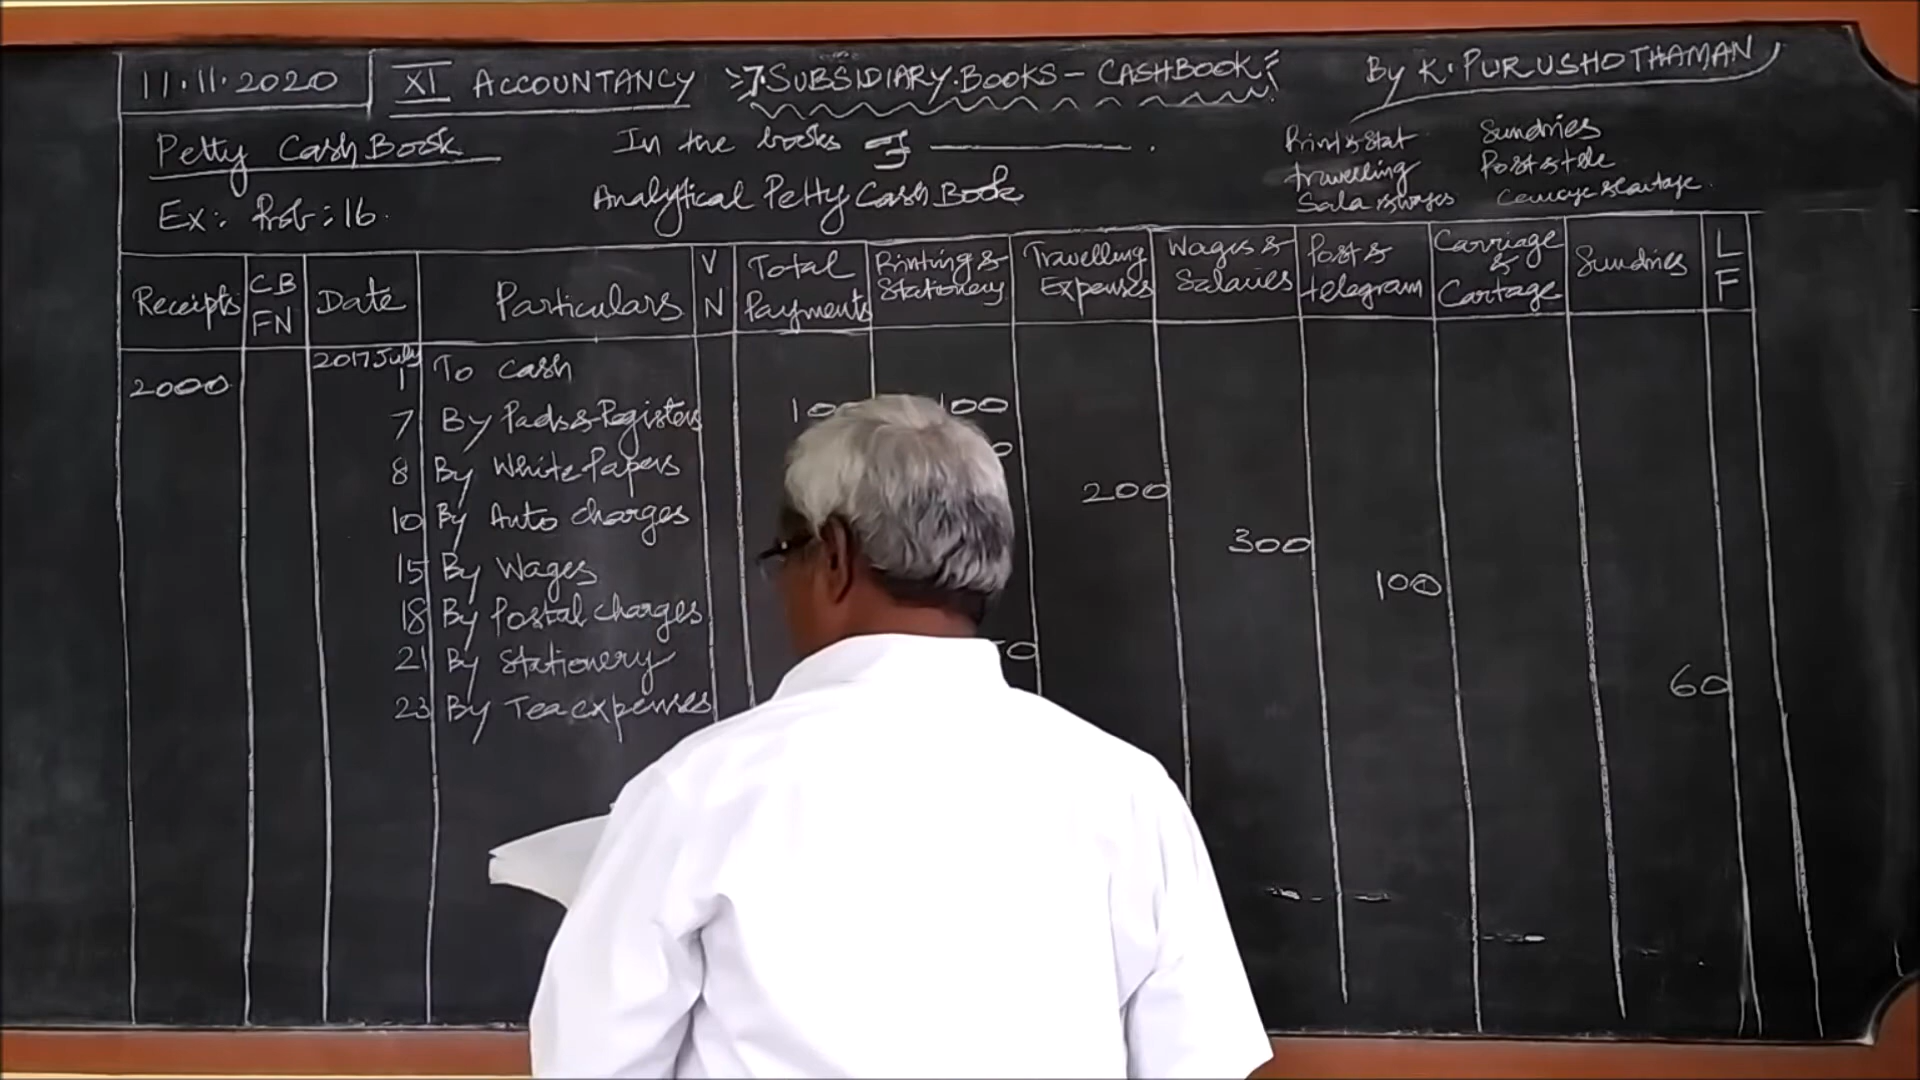 11.11.2020 XI ACCOUNTANCY 7. SUBSIDIARY BOOKS - CASHBOOK By K. PURUSHOTHAMAN
Petty Cash Book In the books of .
Print & Stat Sundries
travelling Post & tele
Ex: Prob: 16. Analytical Petty Cash Book
Sala & wages
Receipts CB FN Date Particulars V N Total Payments Printing & Stationery Travelling Expenses Wages & Salaries Post & telegram Carriage & Cartage Sundries L F
2000 2017 July 1 To Cash
7 By Pads & Registers 100
8 By White Papers
10 By Auto charges 200
15 By Wages 300
18 By Postal charges 100
21 By Stationery
23 By Tea expenses 60